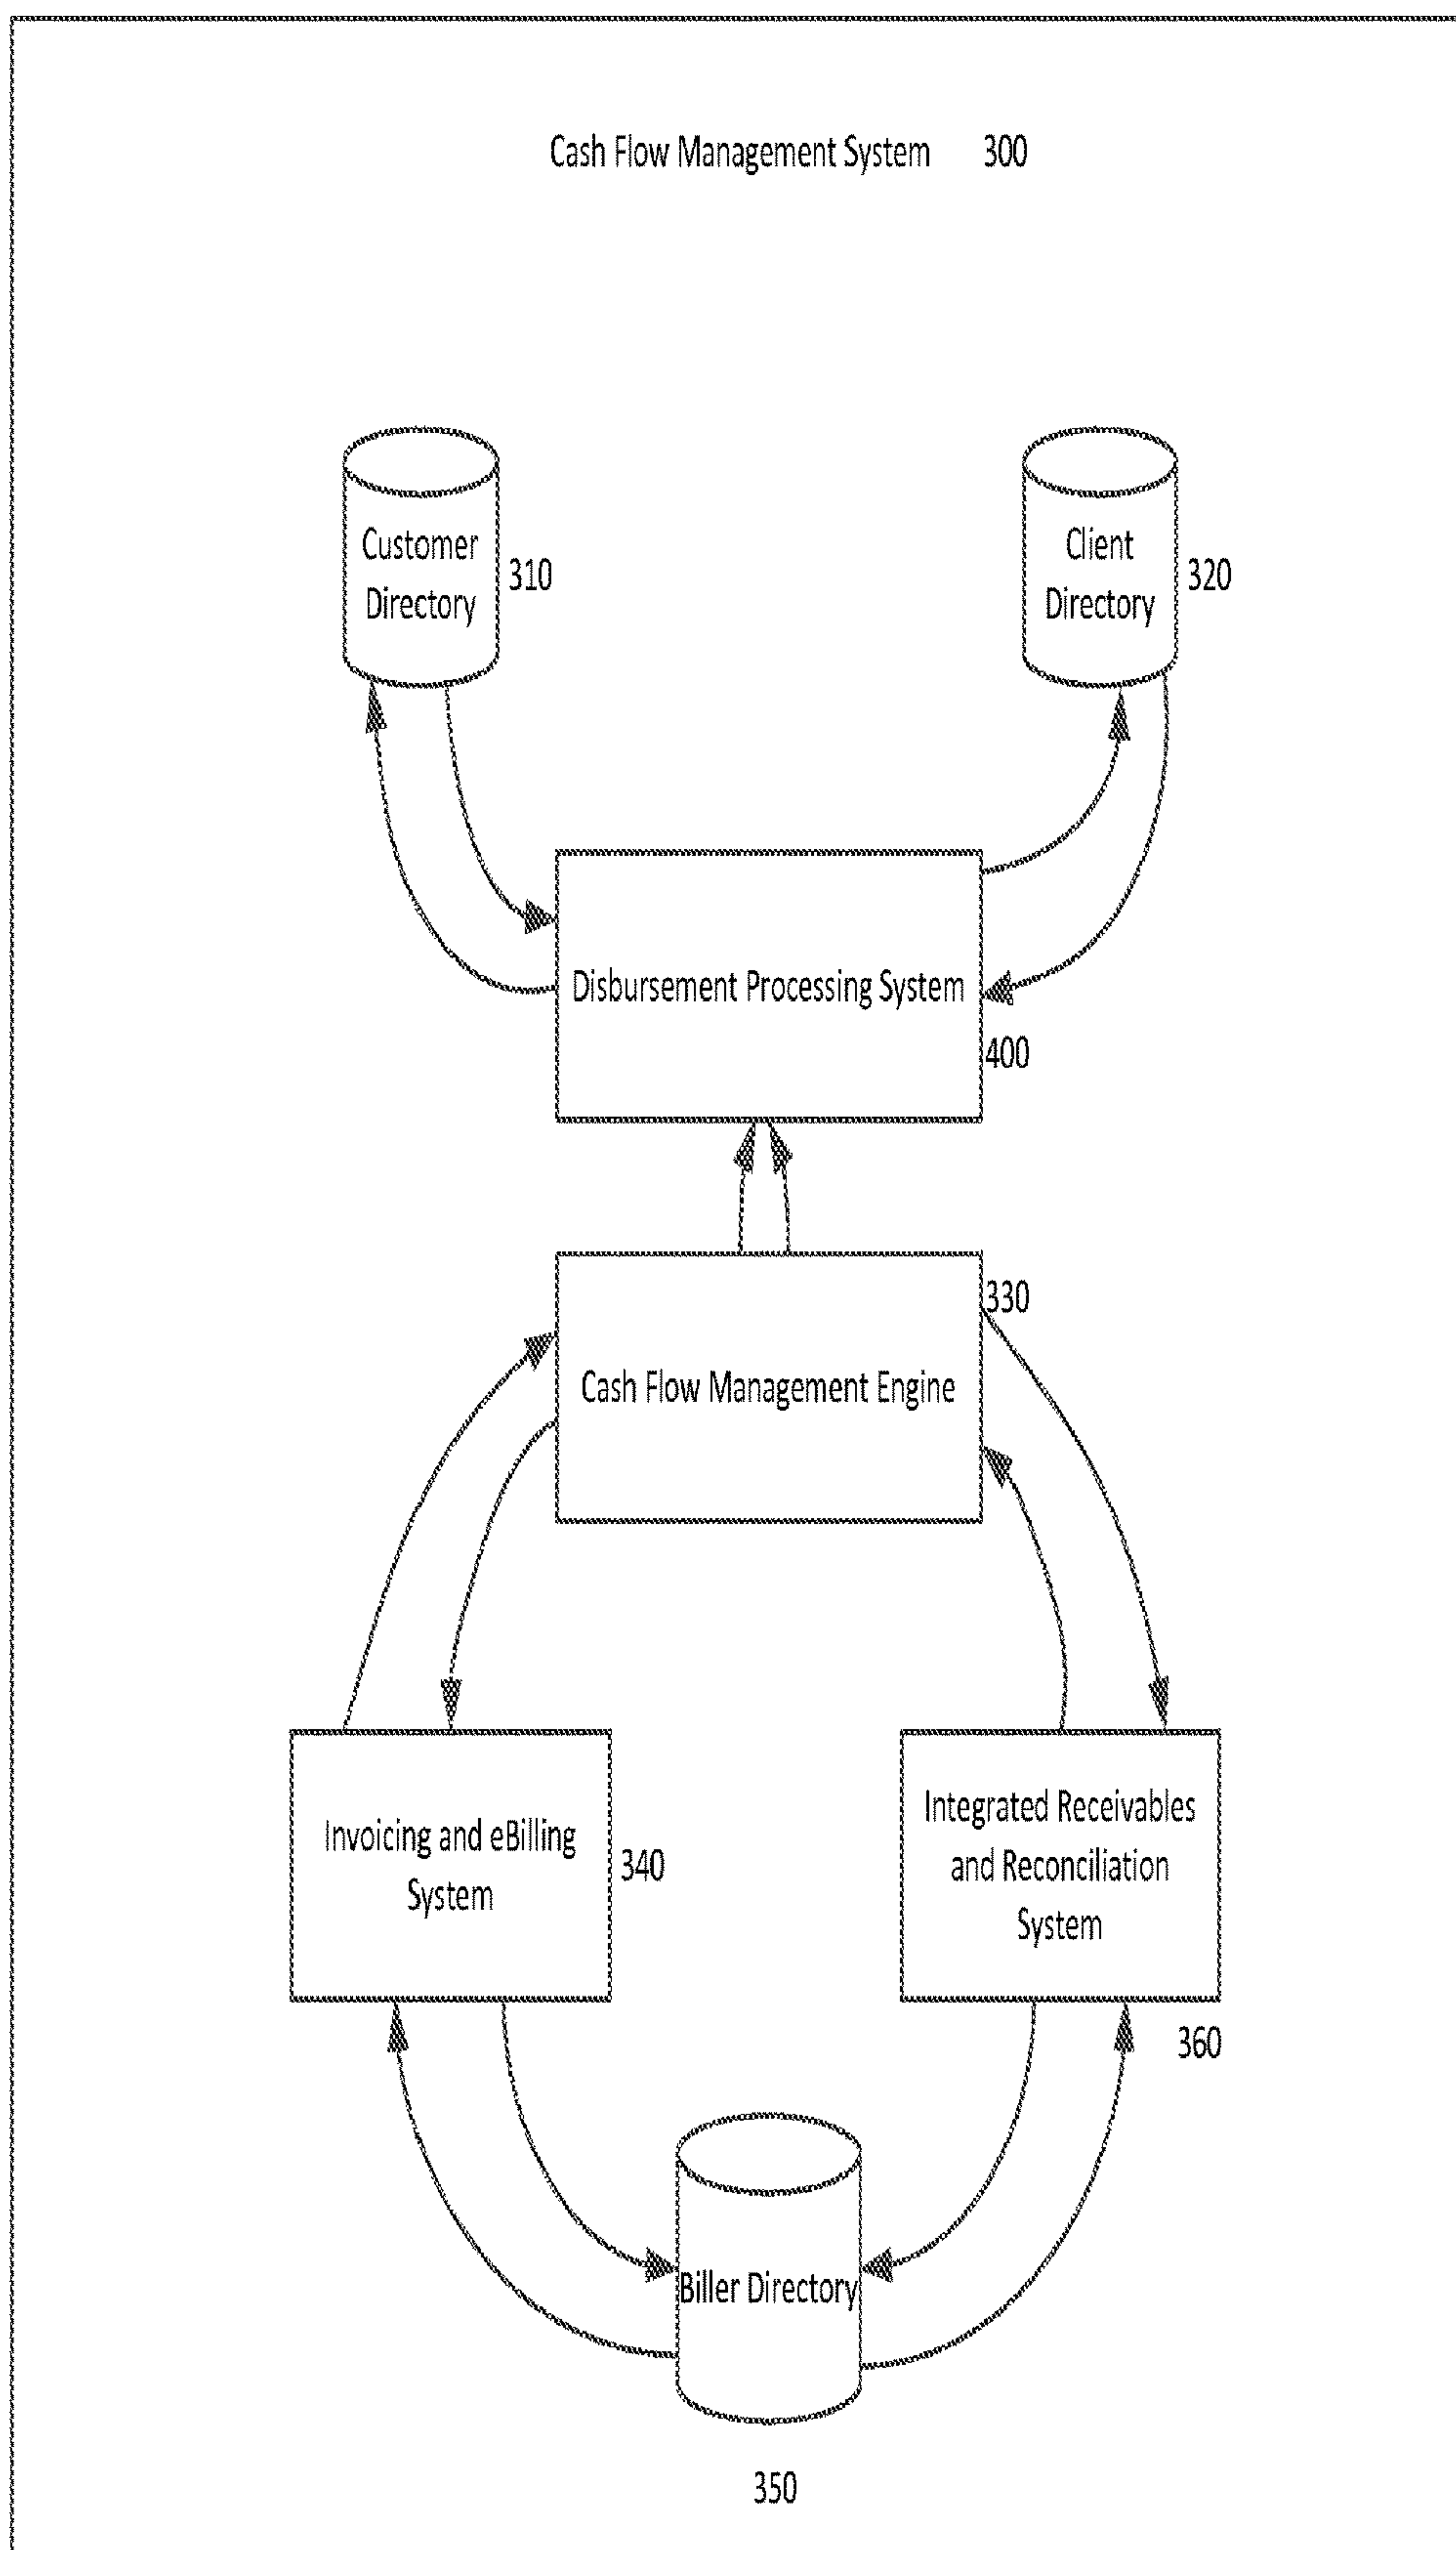 Cash Flow Management System 300
Customer
Directory
310
Client
Directory
320
Disbursement Processing System
400
330
Cash Flow Management Engine
Invoicing and eBilling
System
340
Integrated Receivables
and Reconciliation
System
360
Biller Directory
350